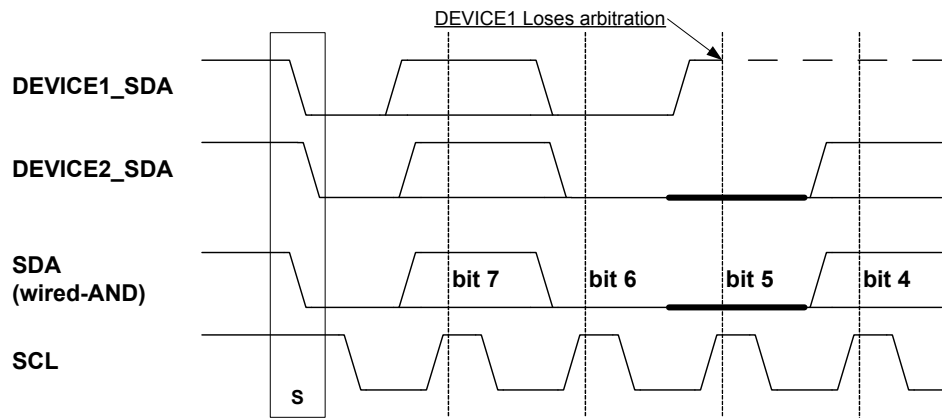 DEVICE1 Loses arbitration
DEVICE1_SDA
DEVICE2_SDA
SDA
(wired-AND)
bit 7 bit 6 bit 5 bit 4
SCL
S